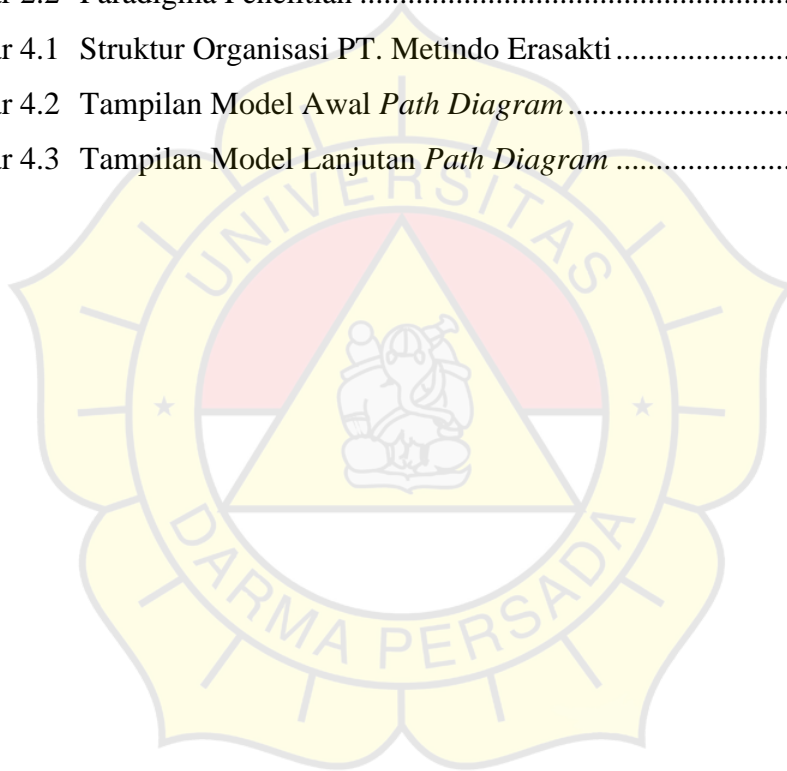 r 2.2 Paradigma Penelitian ..........................................................
r 4.1 Struktur Organisasi PT. Metindo Erasakti ......................
r 4.2 Tampilan Model Awal Path Diagram ............................
r 4.3 Tampilan Model Lanjutan Path Diagram ......................
UNIVERSITAS
DARMA PERSADA